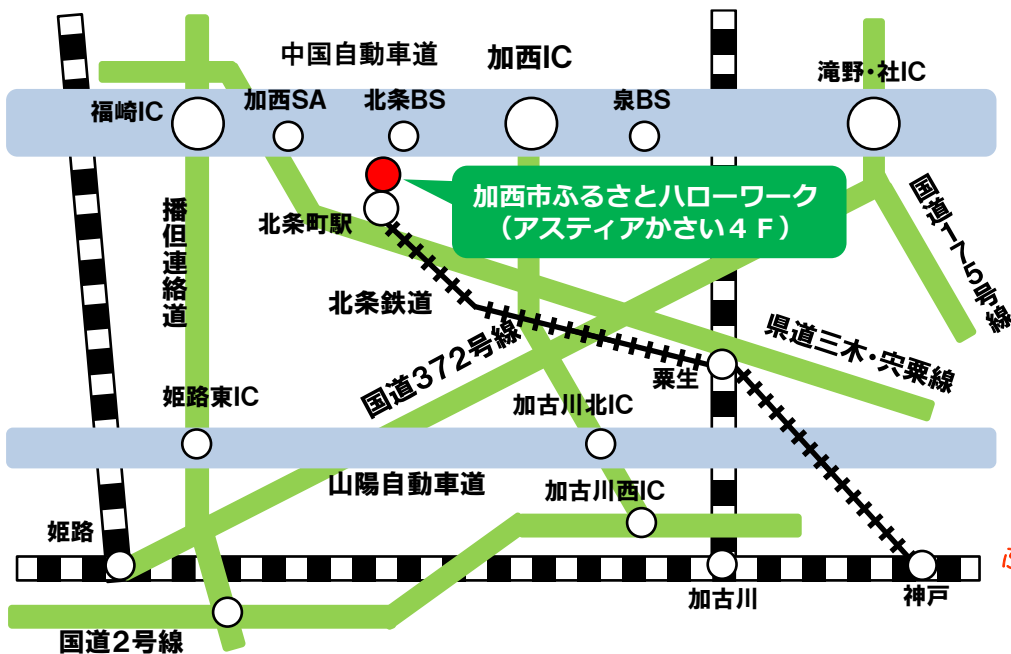 中国自動車道
加西IC
滝野・社IC
福崎IC
加西SA
北条BS
泉BS
加西市ふるさとハローワーク
（アスティアかさい４Ｆ）
国道175号線
播但連絡道
北条町駅
北条鉄道
国道372号線
県道三木・宍粟線
粟生
姫路東IC
加古川北IC
山陽自動車道
加古川西IC
姫路
加古川
神戸
国道2号線